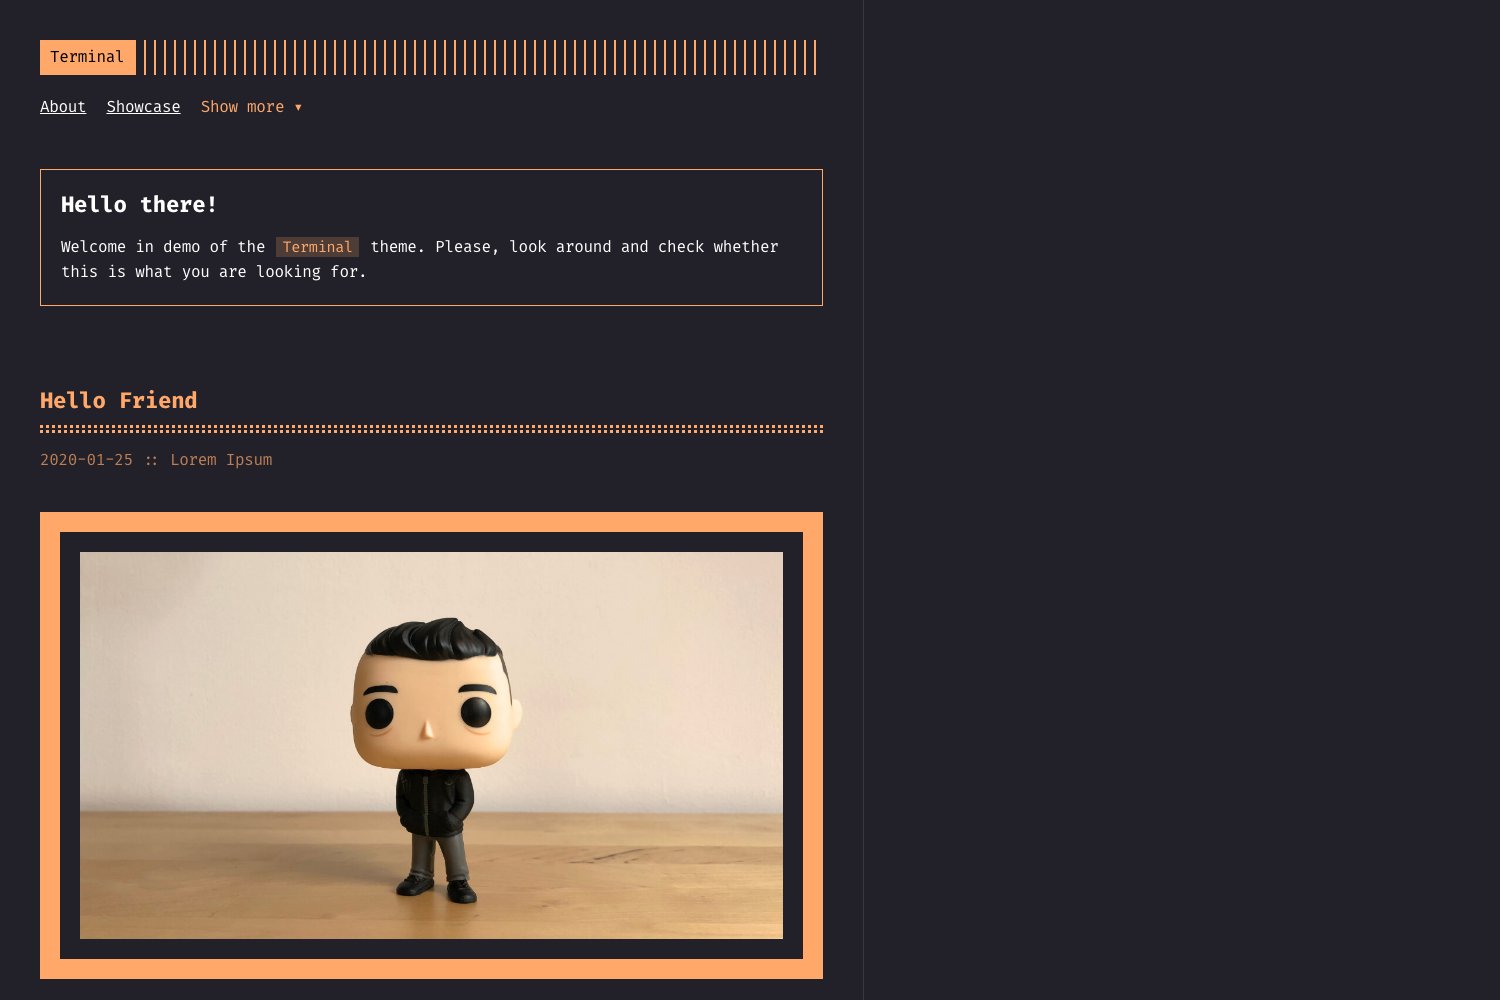 Terminal
About Showcase Show more ▾
Hello there!
Welcome in demo of the Terminal theme. Please, look around and check whether
this is what you are looking for.
Hello Friend
2020-01-25 :: Lorem Ipsum